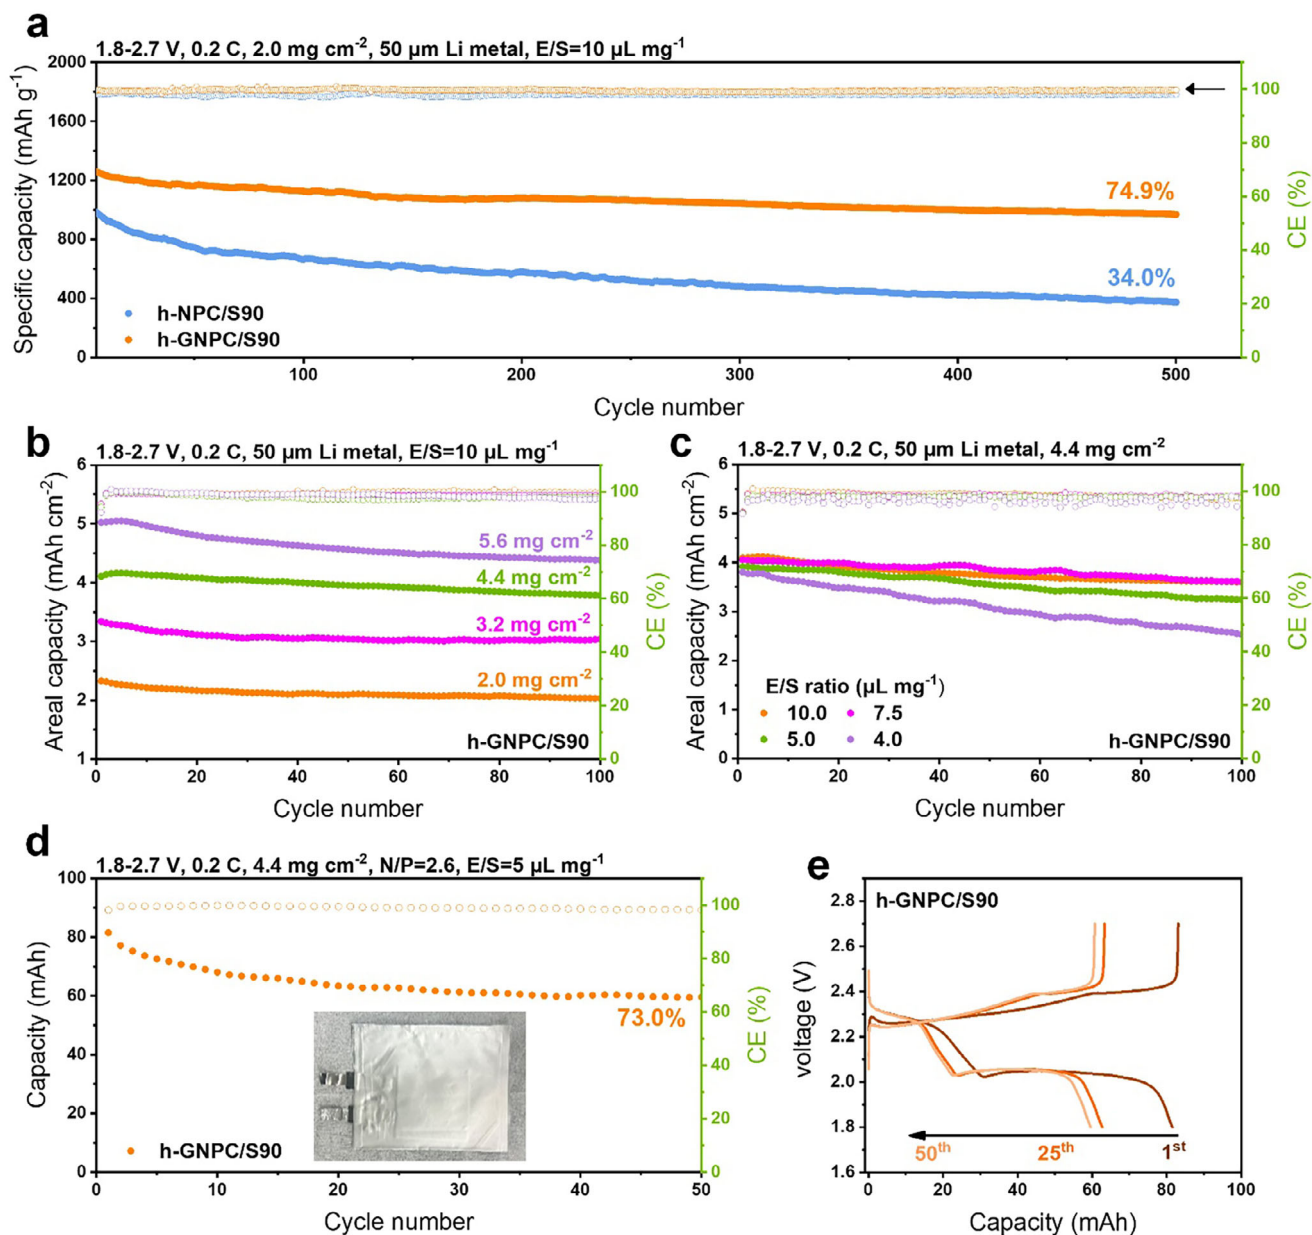 a
1.8-2.7 V, 0.2 C, 2.0 mg cm⁻², 50 µm Li metal, E/S=10 µL mg⁻¹
Specific capacity (mAh g⁻¹)
2000
1600
1200
800
400
0
74.9%
34.0%
h-NPC/S90
h-GNPC/S90
100
80
60
40
20
0
CE (%)
100
200
300
400
500
Cycle number
b
1.8-2.7 V, 0.2 C, 50 µm Li metal, E/S=10 µL mg⁻¹
Areal capacity (mAh cm⁻²)
6
5
4
3
2
1
5.6 mg cm⁻²
4.4 mg cm⁻²
3.2 mg cm⁻²
2.0 mg cm⁻²
h-GNPC/S90
100
80
60
40
20
0
CE (%)
0
20
40
60
80
100
Cycle number
c
1.8-2.7 V, 0.2 C, 50 µm Li metal, 4.4 mg cm⁻²
Areal capacity (mAh cm⁻²)
6
5
4
3
2
1
0
E/S ratio (µL mg⁻¹)
10.0
7.5
5.0
4.0
h-GNPC/S90
100
80
60
40
20
0
CE (%)
0
20
40
60
80
100
Cycle number
d
1.8-2.7 V, 0.2 C, 4.4 mg cm⁻², N/P=2.6, E/S=5 µL mg⁻¹
Capacity (mAh)
100
80
60
40
20
0
73.0%
h-GNPC/S90
100
80
60
40
20
0
CE (%)
0
10
20
30
40
50
Cycle number
e
h-GNPC/S90
voltage (V)
2.8
2.6
2.4
2.2
2.0
1.8
1.6
50ᵗʰ
25ᵗʰ
1ˢᵗ
0
20
40
60
80
100
Capacity (mAh)